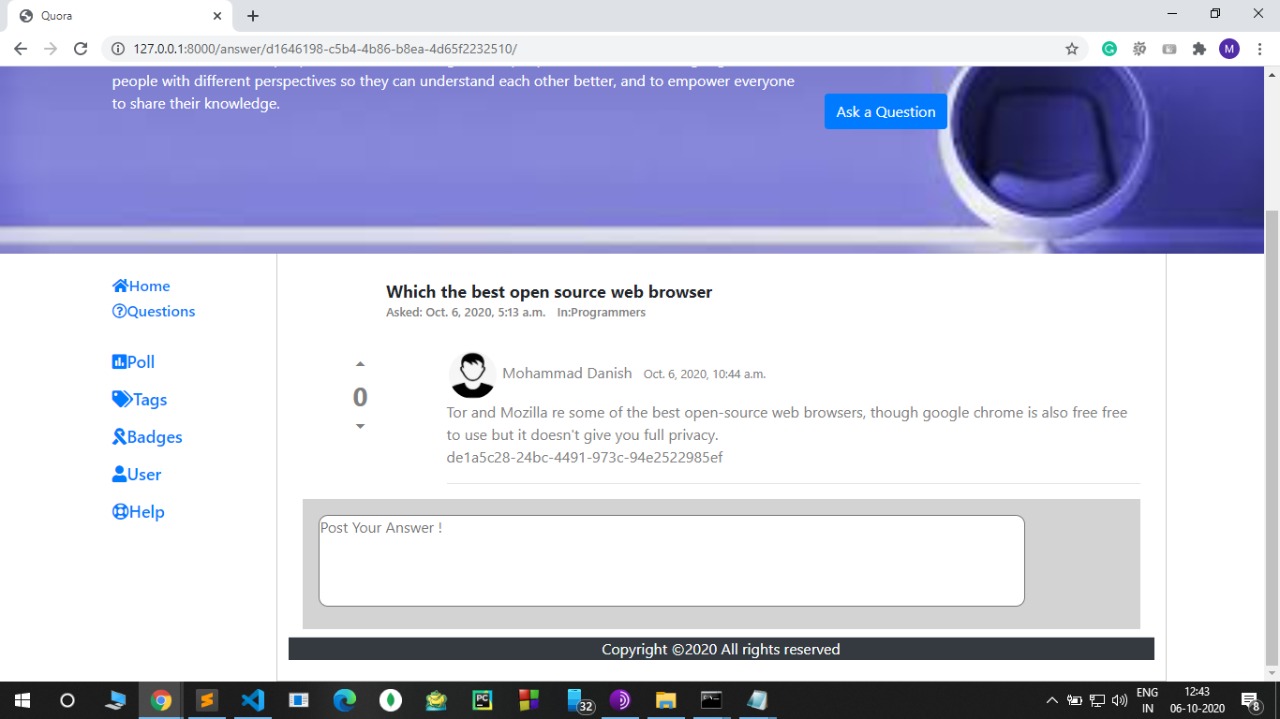 Quora
127.0.0.1:8000/answer/d1646198-c5b4-4b86-b8ea-4d65f2232510/
M
people with different perspectives so they can understand each other better, and to empower everyone
to share their knowledge.
Ask a Question
Home
Questions
Poll
Tags
Badges
User
Help
Which the best open source web browser
Asked: Oct. 6, 2020, 5:13 a.m. In:Programmers
0
Mohammad Danish Oct. 6, 2020, 10:44 a.m.
Tor and Mozilla re some of the best open-source web browsers, though google chrome is also free free
to use but it doesn't give you full privacy.
de1a5c28-24bc-4491-973c-94e2522985ef
Post Your Answer !
Copyright ©2020 All rights reserved
PC
32
ENG
IN
12:43
06-10-2020
8